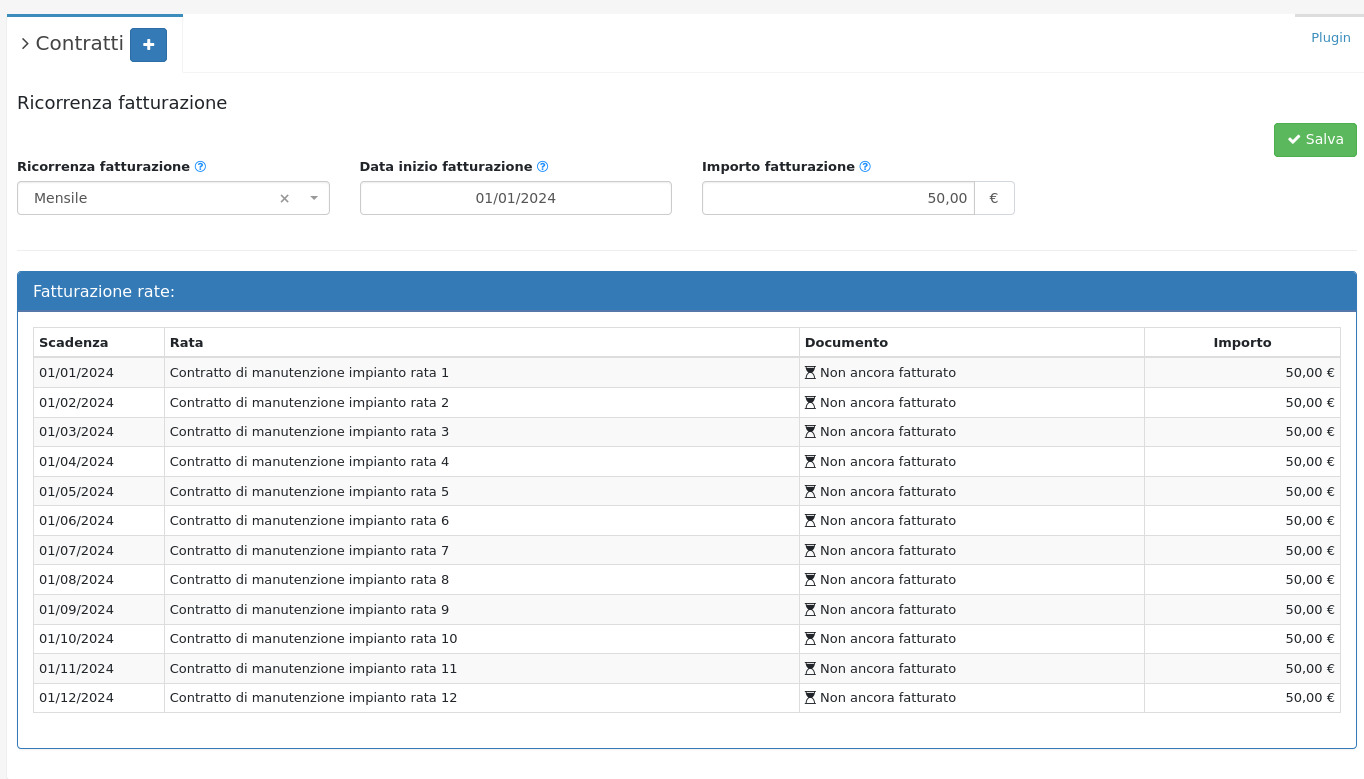 Contratti
Plugin
Ricorrenza fatturazione
Salva
Ricorrenza fatturazione Data inizio fatturazione Importo fatturazione
Mensile × 01/01/2024 50,00 €
Fatturazione rate:
Scadenza Rata Documento Importo
01/01/2024 Contratto di manutenzione impianto rata 1 Non ancora fatturato 50,00 €
01/02/2024 Contratto di manutenzione impianto rata 2 Non ancora fatturato 50,00 €
01/03/2024 Contratto di manutenzione impianto rata 3 Non ancora fatturato 50,00 €
01/04/2024 Contratto di manutenzione impianto rata 4 Non ancora fatturato 50,00 €
01/05/2024 Contratto di manutenzione impianto rata 5 Non ancora fatturato 50,00 €
01/06/2024 Contratto di manutenzione impianto rata 6 Non ancora fatturato 50,00 €
01/07/2024 Contratto di manutenzione impianto rata 7 Non ancora fatturato 50,00 €
01/08/2024 Contratto di manutenzione impianto rata 8 Non ancora fatturato 50,00 €
01/09/2024 Contratto di manutenzione impianto rata 9 Non ancora fatturato 50,00 €
01/10/2024 Contratto di manutenzione impianto rata 10 Non ancora fatturato 50,00 €
01/11/2024 Contratto di manutenzione impianto rata 11 Non ancora fatturato 50,00 €
01/12/2024 Contratto di manutenzione impianto rata 12 Non ancora fatturato 50,00 €